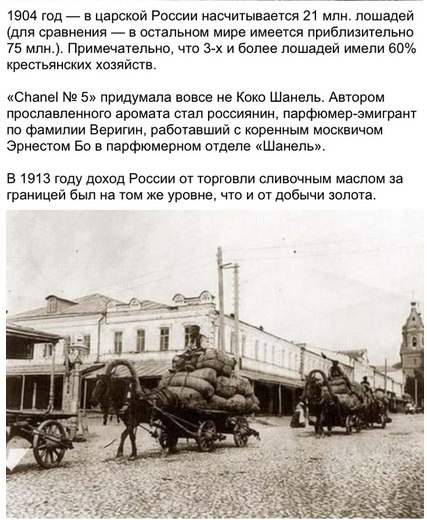 1904 год — в царской России насчитывается 21 млн. лошадей
(для сравнения — в остальном мире имеется приблизительно
75 млн.). Примечательно, что 3-х и более лошадей имели 60%
крестьянских хозяйств.
«Chanel № 5» придумала вовсе не Коко Шанель. Автором
прославленного аромата стал россиянин, парфюмер-эмигрант
по фамилии Веригин, работавший с коренным москвичом
Эрнестом Бо в парфюмерном отделе «Шанель».
В 1913 году доход России от торговли сливочным маслом за
границей был на том же уровне, что и от добычи золота.